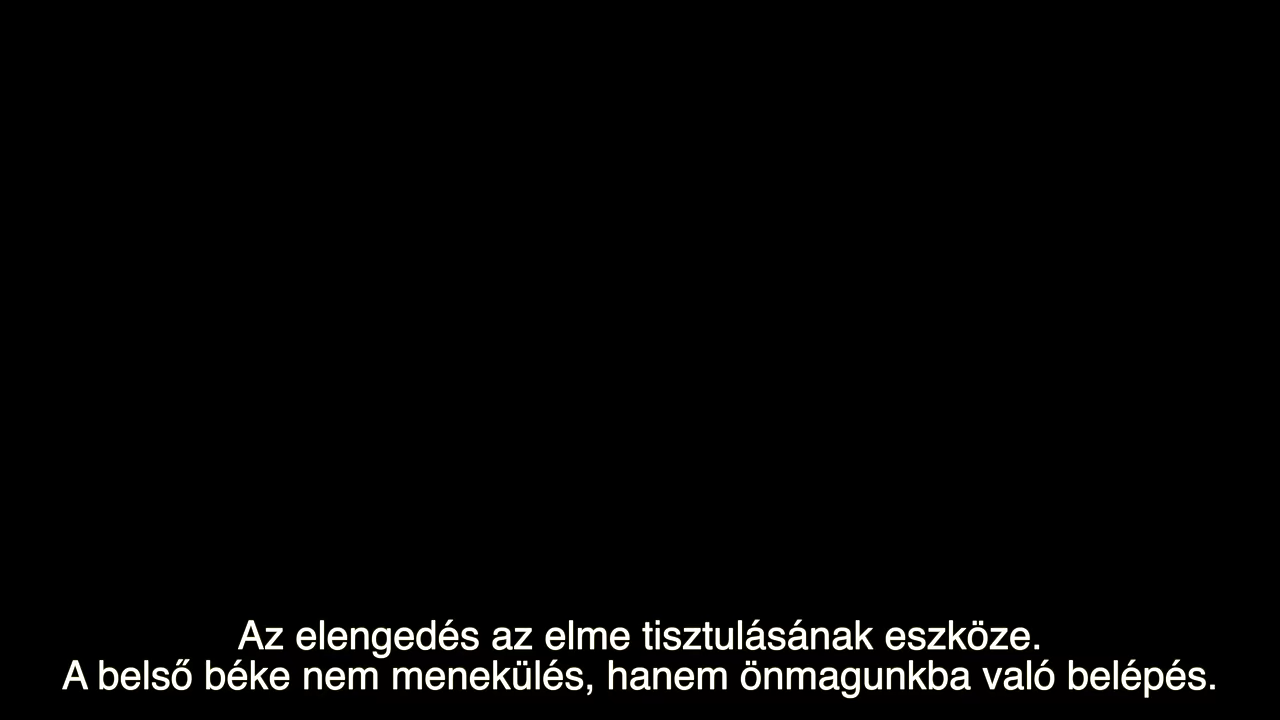 Az elengedés az elme tisztulásának eszköze.
A belső béke nem menekülés, hanem önmagunkba való belépés.